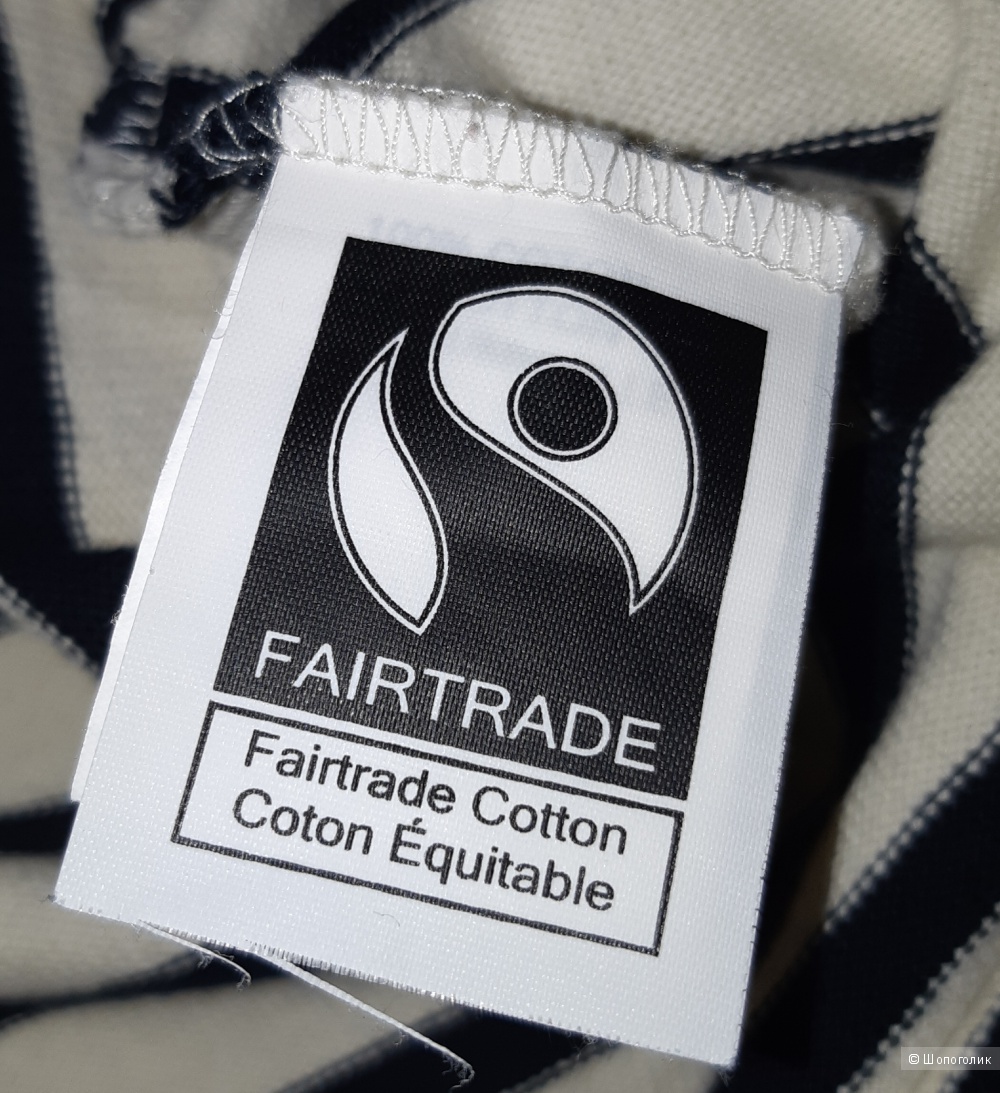 FAIRTRADE
Fairtrade Cotton
Coton Équitable
© Шопоголик